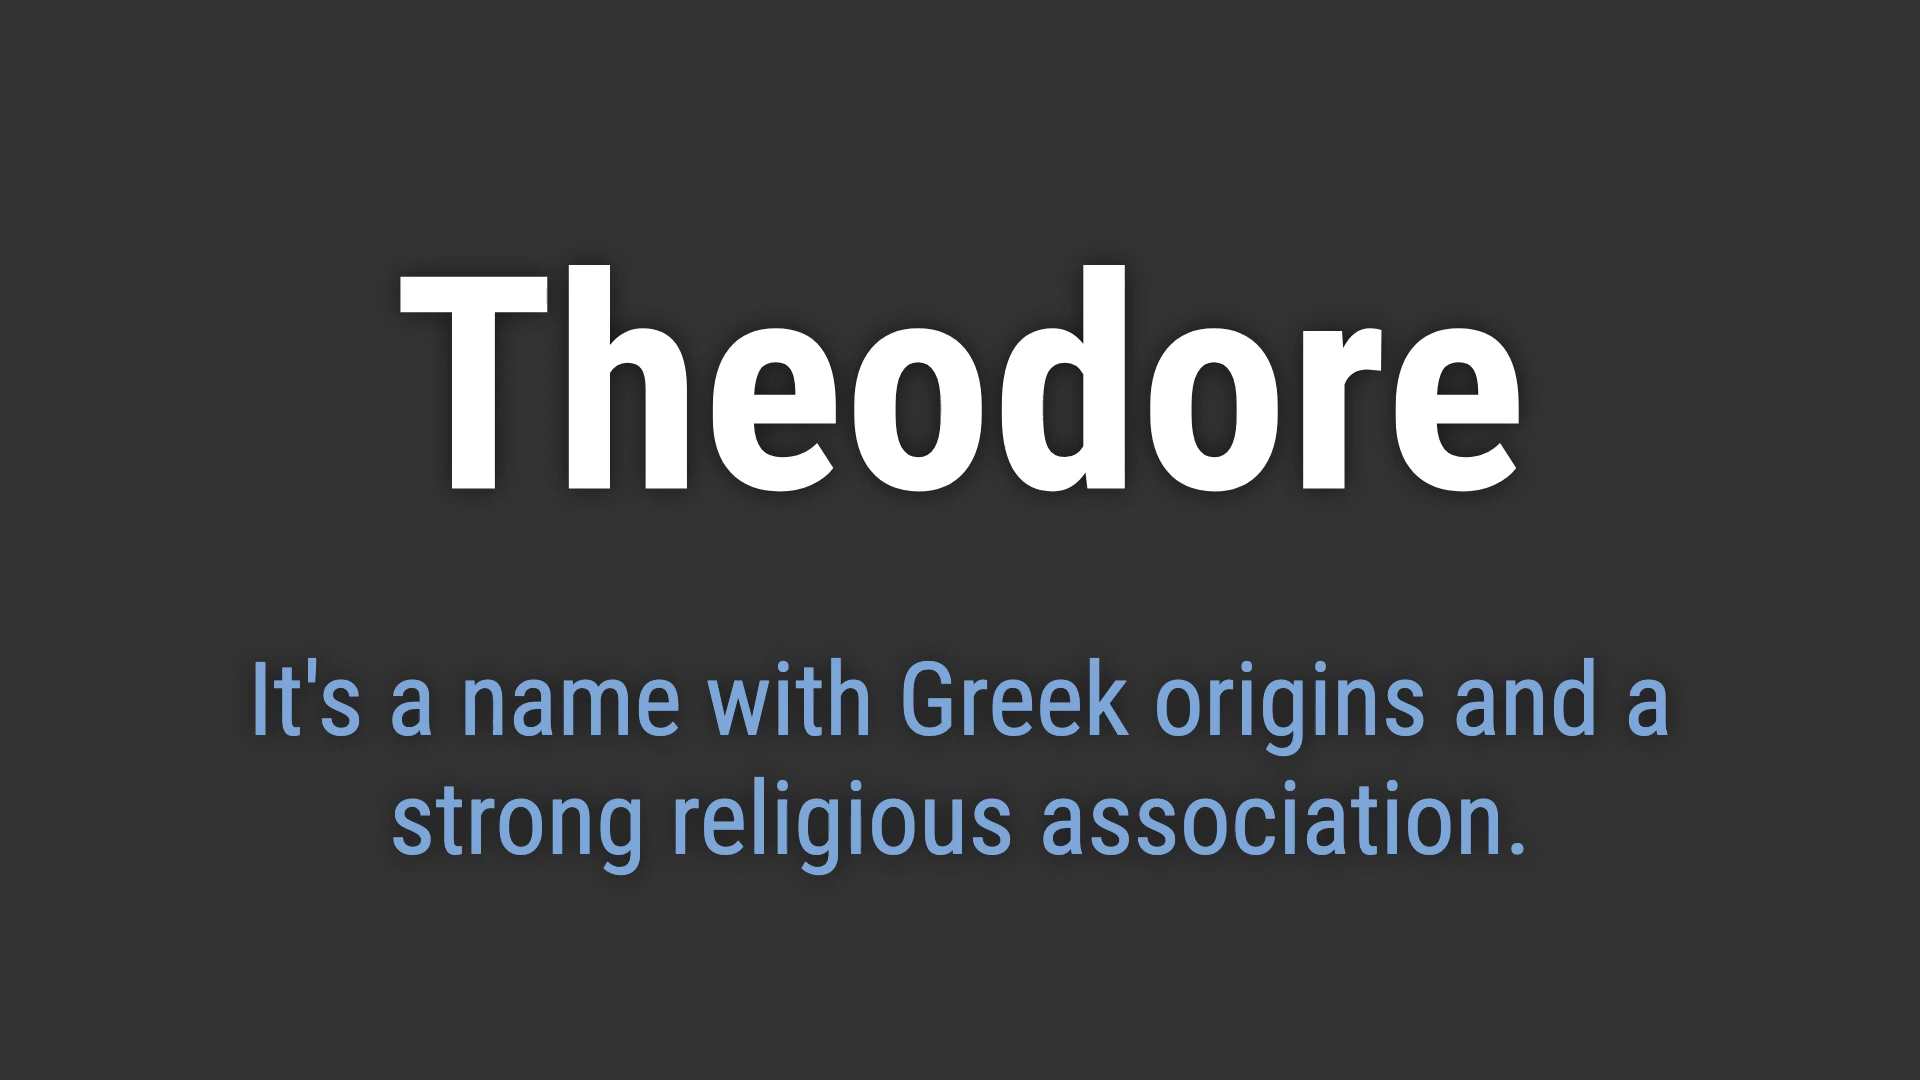 Theodore
It's a name with Greek origins and a
strong religious association.